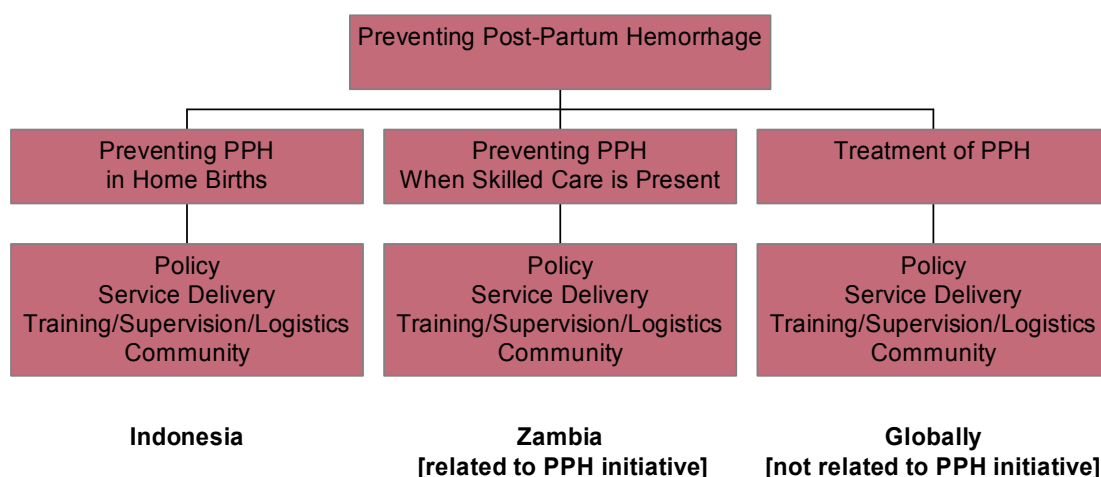 Preventing Post-Partum Hemorrhage
Preventing PPH
in Home Births
Preventing PPH
When Skilled Care is Present
Treatment of PPH
Policy
Service Delivery
Training/Supervision/Logistics
Community
Policy
Service Delivery
Training/Supervision/Logistics
Community
Policy
Service Delivery
Training/Supervision/Logistics
Community
Indonesia
Zambia
[related to PPH initiative]
Globally
[not related to PPH initiative]